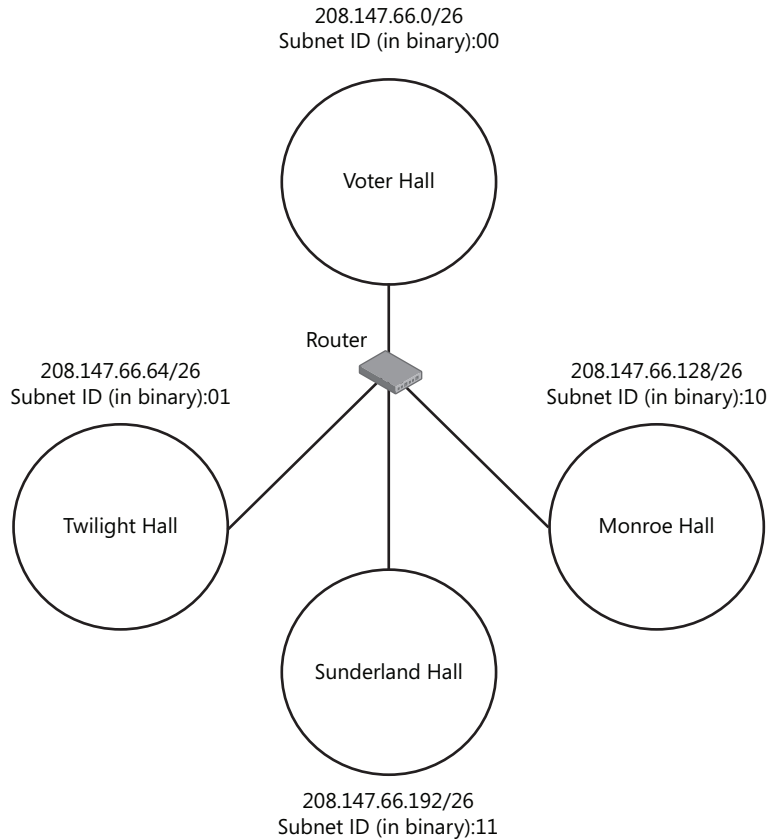 208.147.66.0/26
Subnet ID (in binary):00
Voter Hall
Router
208.147.66.64/26
Subnet ID (in binary):01
208.147.66.128/26
Subnet ID (in binary):10
Twilight Hall
Monroe Hall
Sunderland Hall
208.147.66.192/26
Subnet ID (in binary):11